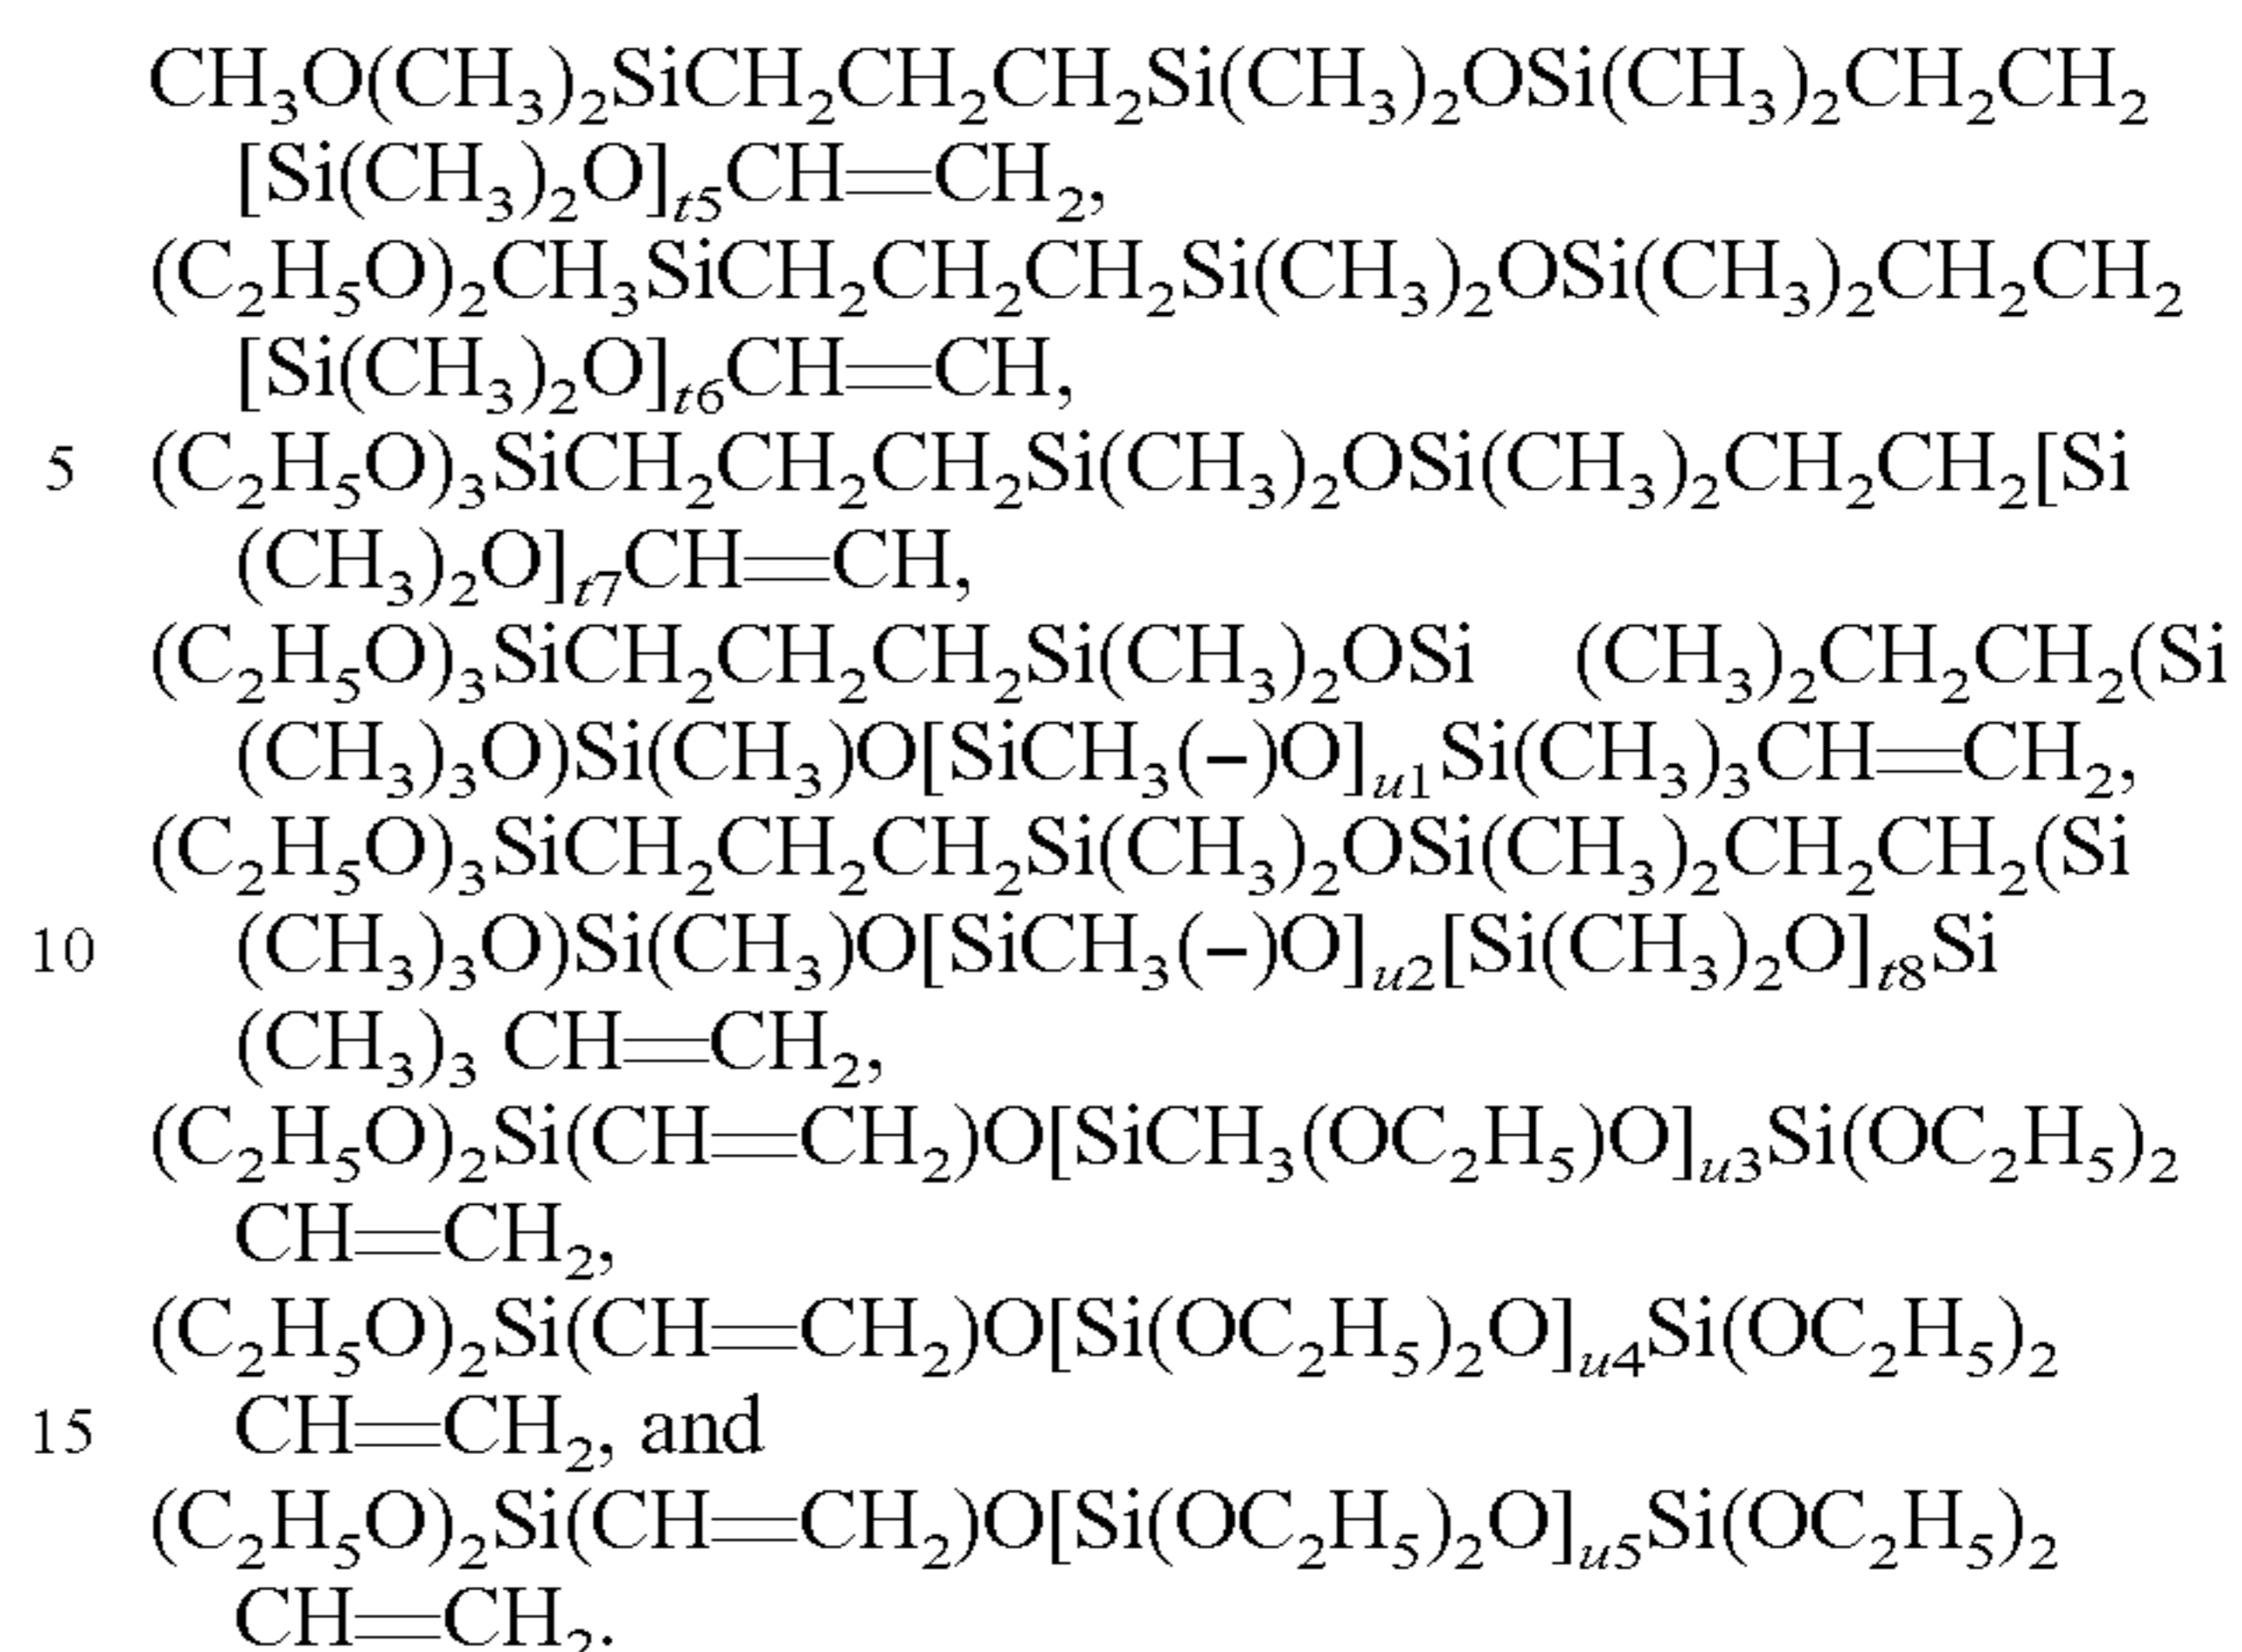 CH₃O(CH₃)₂SiCH₂CH₂CH₂Si(CH₃)₂OSi(CH₃)₂CH₂CH₂
[Si(CH₃)₂O]t5CH=CH₂,
(C₂H₅O)₂CH₃SiCH₂CH₂CH₂Si(CH₃)₂OSi(CH₃)₂CH₂CH₂
[Si(CH₃)₂O]t6CH=CH,
5 (C₂H₅O)₃SiCH₂CH₂CH₂Si(CH₃)₂OSi(CH₃)₂CH₂CH₂[Si
(CH₃)₂O]t7CH=CH,
(C₂H₅O)₃SiCH₂CH₂CH₂Si(CH₃)₂OSi (CH₃)₂CH₂CH₂(Si
(CH₃)₃O)Si(CH₃)O[SiCH₃(–)O]u1Si(CH₃)₃CH=CH₂,
(C₂H₅O)₃SiCH₂CH₂CH₂Si(CH₃)₂OSi(CH₃)₂CH₂CH₂(Si
10 (CH₃)₃O)Si(CH₃)O[SiCH₃(–)O]u2[Si(CH₃)₂O]t8Si
(CH₃)₃ CH=CH₂,
(C₂H₅O)₂Si(CH=CH₂)O[SiCH₃(OC₂H₅)O]u3Si(OC₂H₅)₂
CH=CH₂,
(C₂H₅O)₂Si(CH=CH₂)O[Si(OC₂H₅)₂O]u4Si(OC₂H₅)₂
15 CH=CH₂, and
(C₂H₅O)₂Si(CH=CH₂)O[Si(OC₂H₅)₂O]u5Si(OC₂H₅)₂
CH=CH₂.